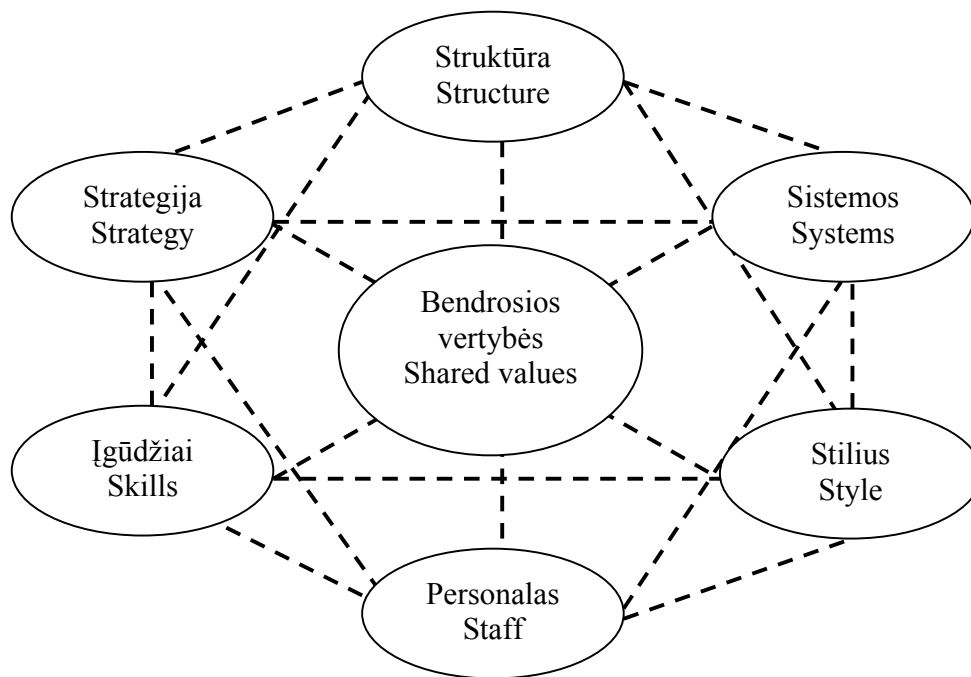 Struktūra
Structure
Strategija
Strategy
Sistemos
Systems
Bendrosios
vertybės
Shared values
Įgūdžiai
Skills
Stilius
Style
Personalas
Staff